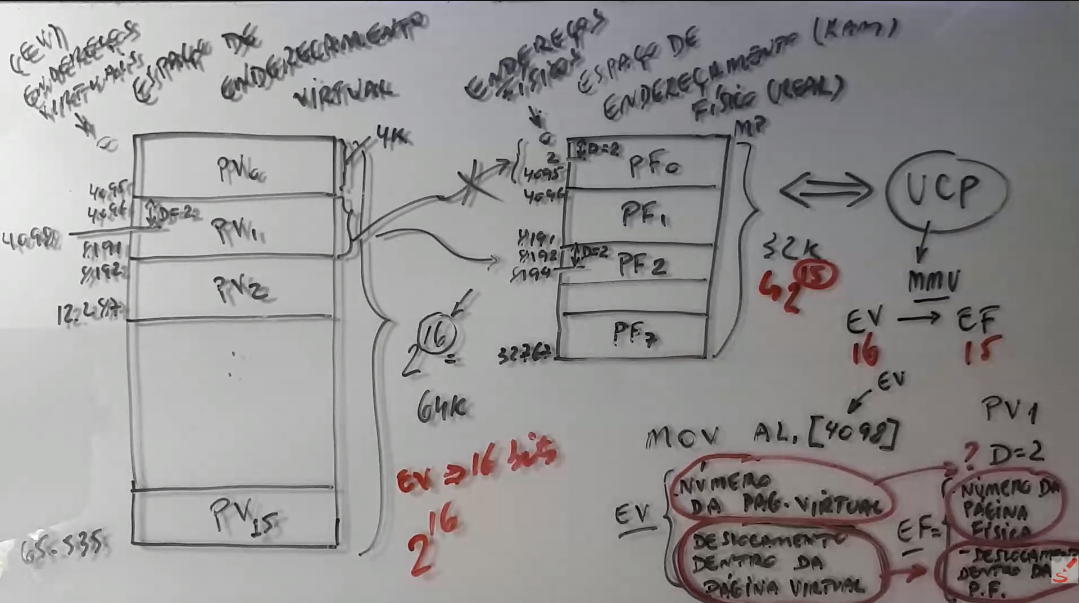 (EEV)
ENDEREÇOS
VIRTUAIS
ESPAÇO DE
ENDEREÇAMENTO
VIRTUAL
0
PV0
4K
4095
4096
D=2
4098
PV1
8191
8192
PV2
12.287
65.535
PV15
2^16
64K
EV → 16 bits
2^16
ENDEREÇOS
FÍSICOS
ESPAÇO DE
ENDEREÇAMENTO (RAM)
FÍSICO (REAL)
MP
0
2
D=2
4095
4096
PF0
PF1
8191
8192
8194
D=2
PF2
PF7
32767
32K
2^15
UCP
MMU
EV → EF
16
15
EV
MOV AL, [4098]
PV1
D=2
?
EV
NÚMERO
DA PAG. VIRTUAL
DESLOCAMENTO
DENTRO DA
PÁGINA VIRTUAL
EF=
NÚMERO DA
PÁGINA
FÍSICA
- DESLOCAMENTO
DENTRO DA
P.F.